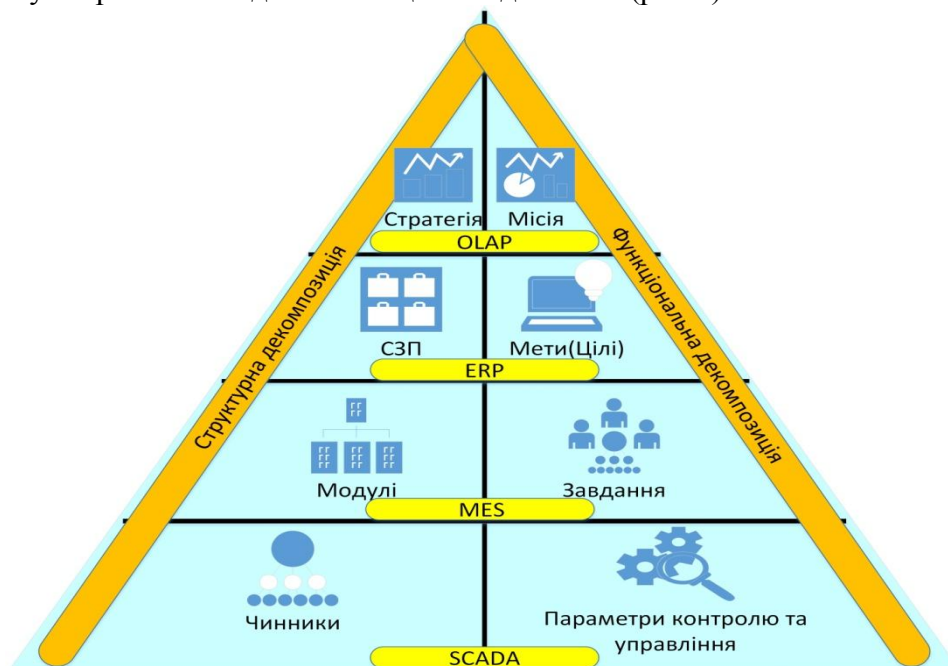 Стратегія Місія
OLAP
Структурна декомпозиція
Функціональна декомпозиція
СЗП Мети(Цілі)
ERP
Модулі Завдання
MES
Чинники
Параметри контролю та
управління
SCADA